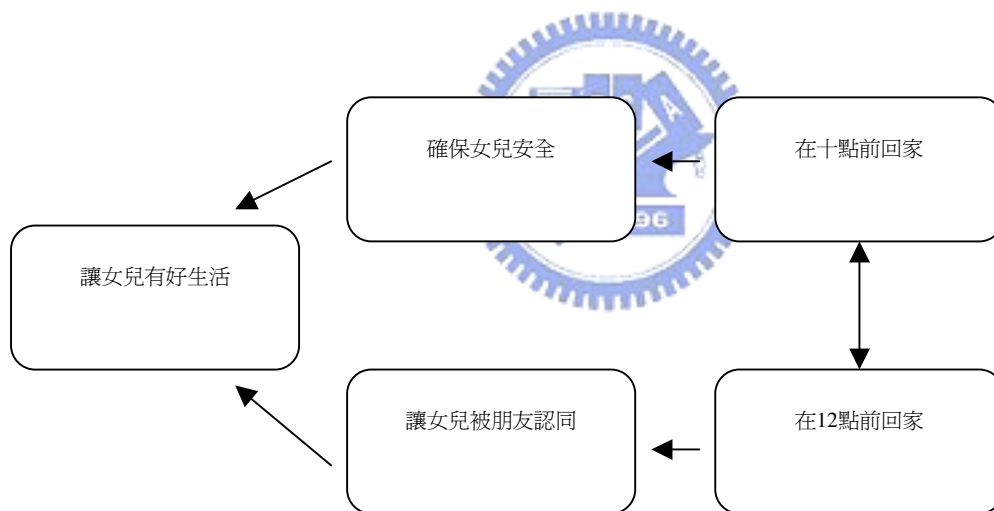 確保女兒安全
在十點前回家
讓女兒有好生活
讓女兒被朋友認同
在12點前回家